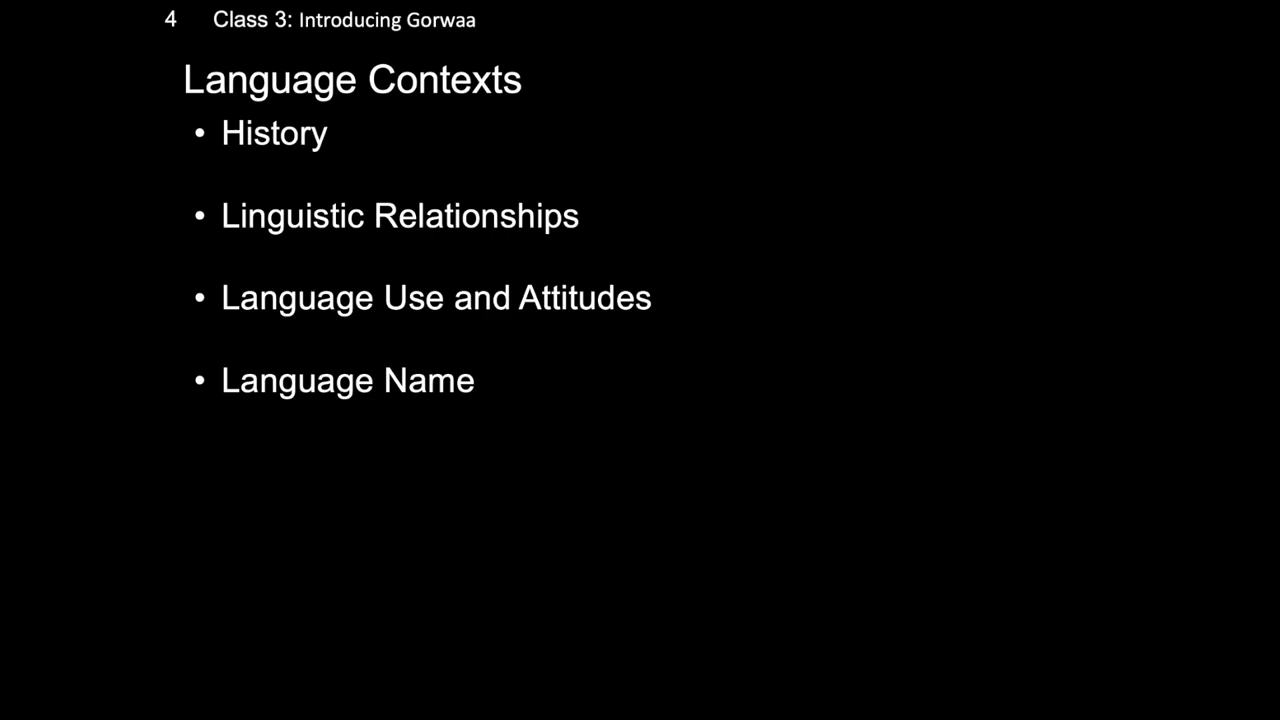 4 Class 3: Introducing Gorwaa
Language Contexts
• History
• Linguistic Relationships
• Language Use and Attitudes
• Language Name